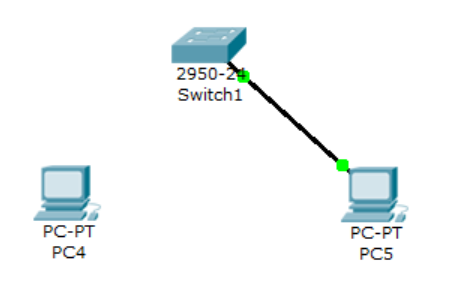 2950-24
Switch1
PC-PT
PC4
PC-PT
PC5